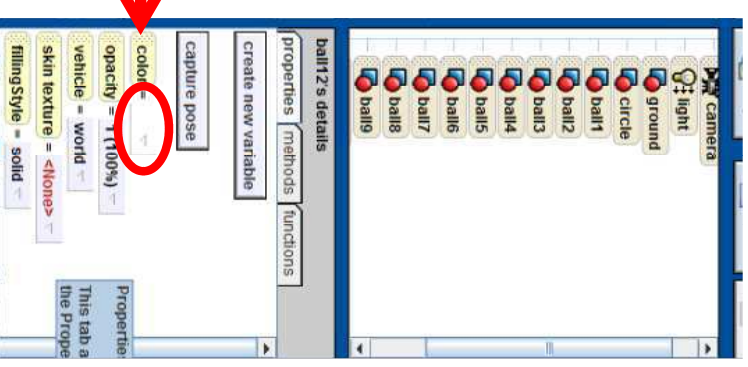 camera
light
ground
circle
ball1
ball2
ball3
ball4
ball5
ball6
ball7
ball8
ball9
ball12's details
properties methods functions
create new variable
capture pose
color =
opacity = 1 (100%)
vehicle = world
skin texture = <None>
fillingStyle = solid
Properties
This tab a
the Prope